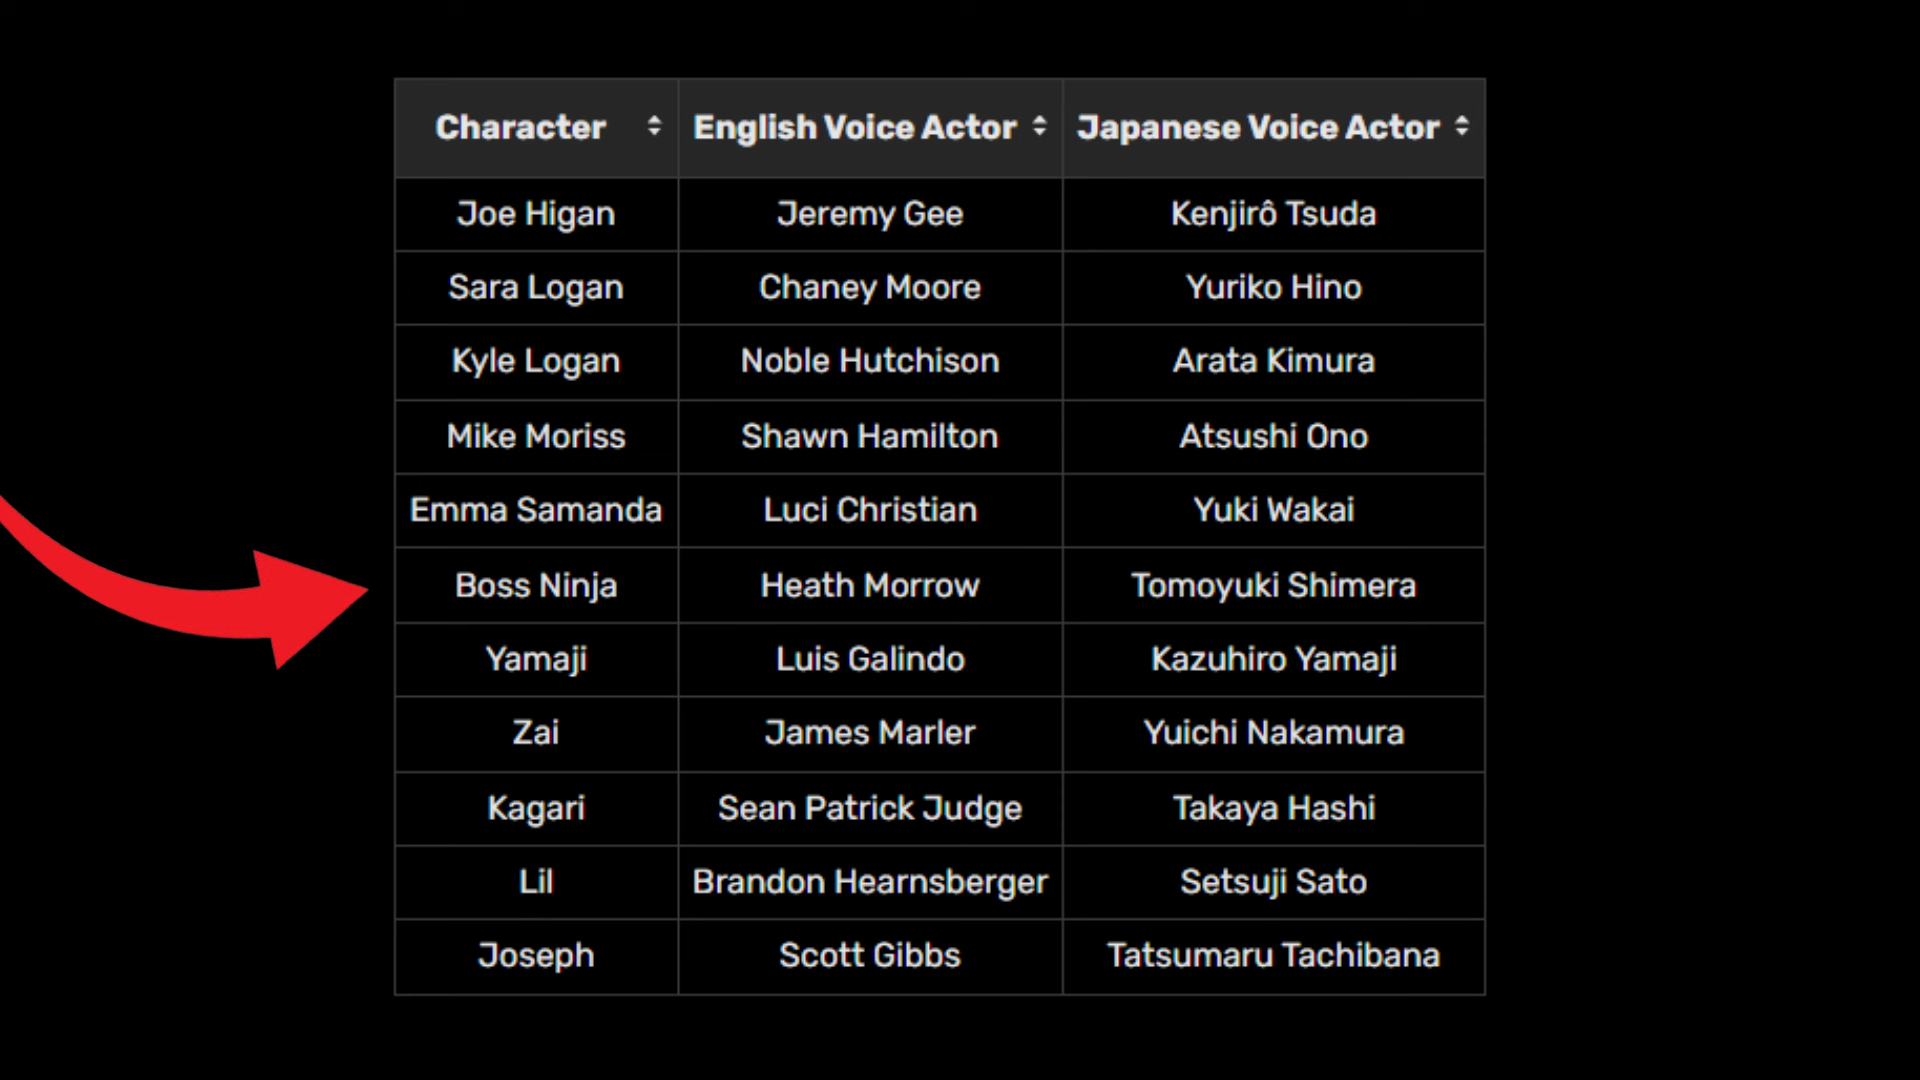 Character English Voice Actor Japanese Voice Actor
Joe Higan Jeremy Gee Kenjirô Tsuda
Sara Logan Chaney Moore Yuriko Hino
Kyle Logan Noble Hutchison Arata Kimura
Mike Moriss Shawn Hamilton Atsushi Ono
Emma Samanda Luci Christian Yuki Wakai
Boss Ninja Heath Morrow Tomoyuki Shimera
Yamaji Luis Galindo Kazuhiro Yamaji
Zai James Marler Yuichi Nakamura
Kagari Sean Patrick Judge Takaya Hashi
Lil Brandon Hearnsberger Setsuji Sato
Joseph Scott Gibbs Tatsumaru Tachibana